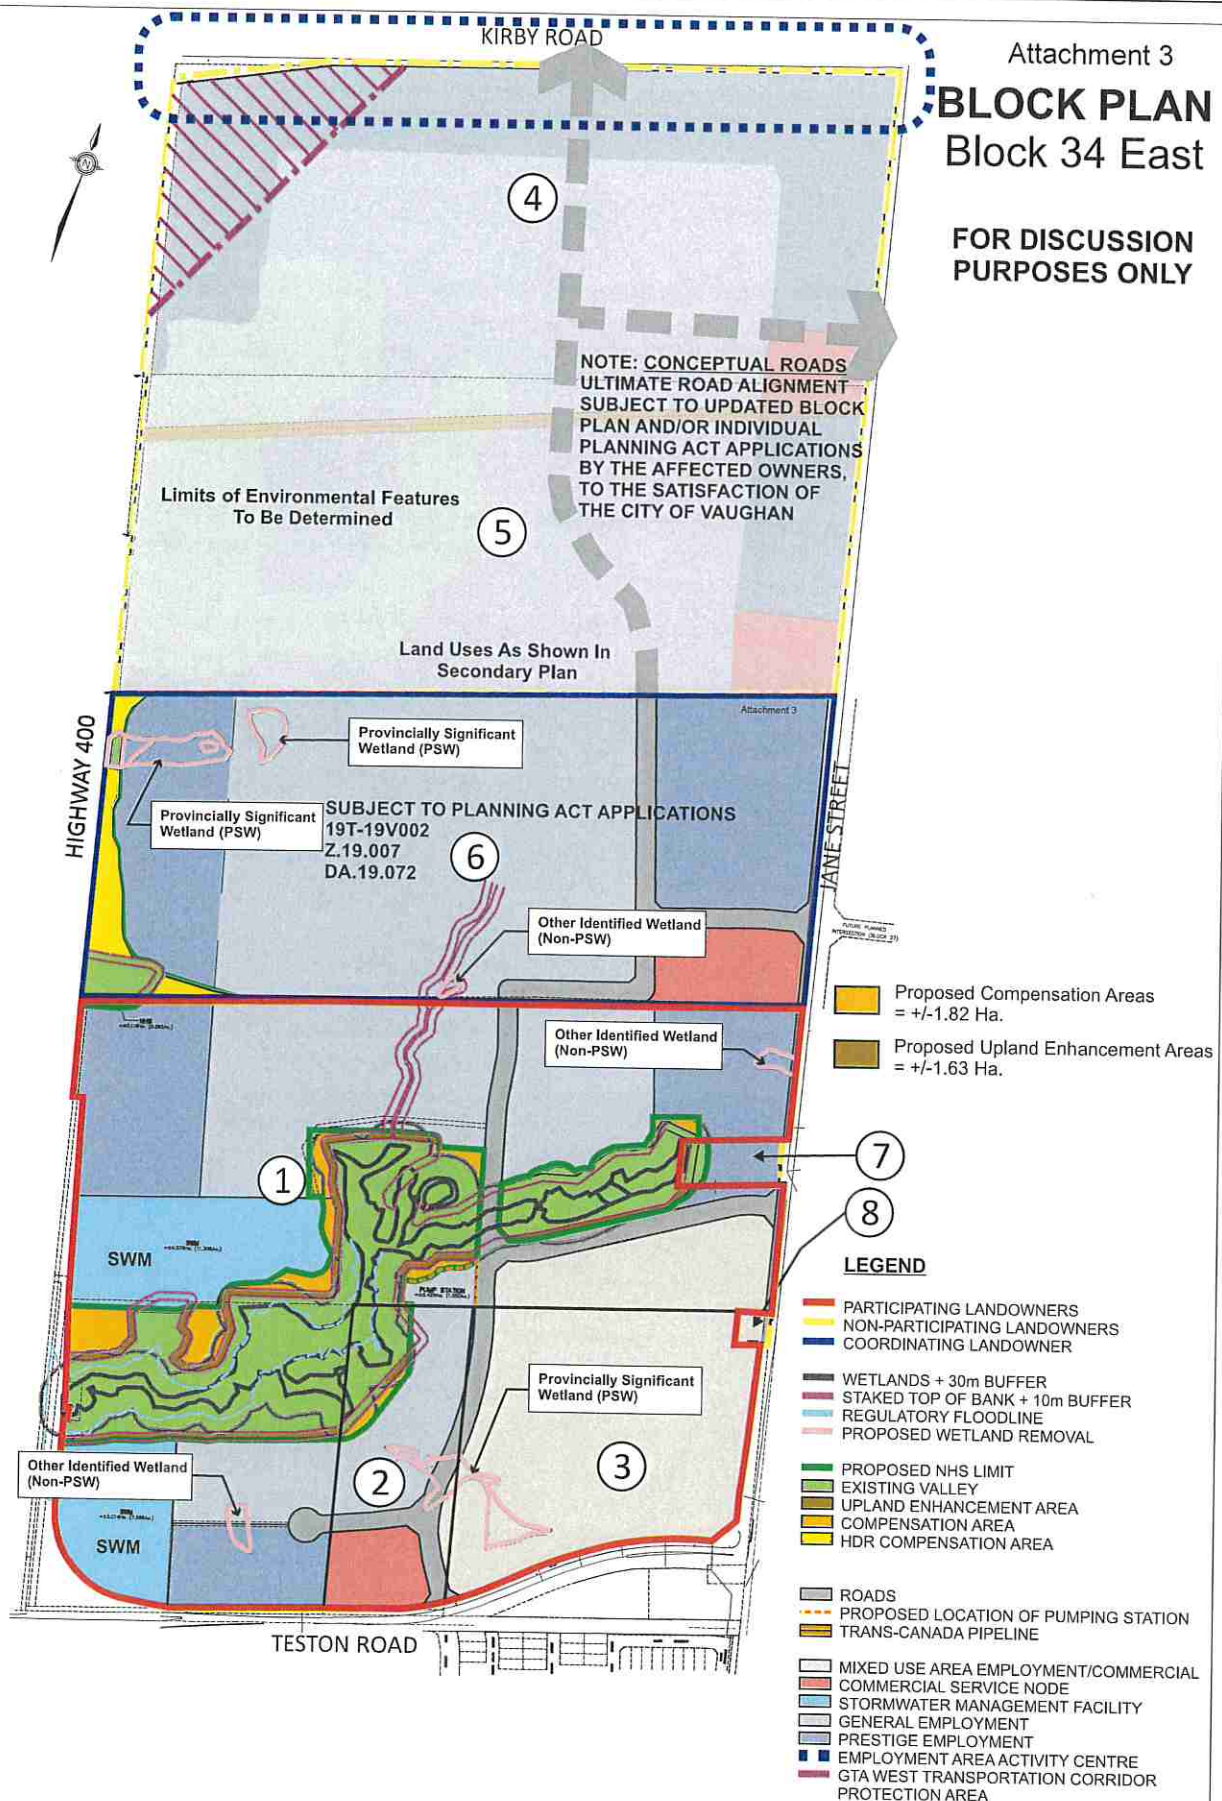 KIRBY ROAD
Attachment 3
BLOCK PLAN
Block 34 East
FOR DISCUSSION
PURPOSES ONLY
N
4
NOTE: CONCEPTUAL ROADS
ULTIMATE ROAD ALIGNMENT
SUBJECT TO UPDATED BLOCK
PLAN AND/OR INDIVIDUAL
PLANNING ACT APPLICATIONS
BY THE AFFECTED OWNERS,
TO THE SATISFACTION OF
THE CITY OF VAUGHAN
Limits of Environmental Features
To Be Determined
5
Land Uses As Shown In
Secondary Plan
HIGHWAY 400
JANE STREET
Attachment 3
Provincially Significant
Wetland (PSW)
Provincially Significant
Wetland (PSW)
SUBJECT TO PLANNING ACT APPLICATIONS
19T-19V002
Z.19.007
DA.19.072
6
Other Identified Wetland
(Non-PSW)
FUTURE PLANNED
INTERSECTION (BLOCK 27)
Proposed Compensation Areas
= +/-1.82 Ha.
Proposed Upland Enhancement Areas
= +/-1.63 Ha.
Other Identified Wetland
(Non-PSW)
1
7
8
SWM
PUMP STATION
Provincially Significant
Wetland (PSW)
2
3
Other Identified Wetland
(Non-PSW)
SWM
TESTON ROAD
LEGEND
PARTICIPATING LANDOWNERS
NON-PARTICIPATING LANDOWNERS
COORDINATING LANDOWNER
WETLANDS + 30m BUFFER
STAKED TOP OF BANK + 10m BUFFER
REGULATORY FLOODLINE
PROPOSED WETLAND REMOVAL
PROPOSED NHS LIMIT
EXISTING VALLEY
UPLAND ENHANCEMENT AREA
COMPENSATION AREA
HDR COMPENSATION AREA
ROADS
PROPOSED LOCATION OF PUMPING STATION
TRANS-CANADA PIPELINE
MIXED USE AREA EMPLOYMENT/COMMERCIAL
COMMERCIAL SERVICE NODE
STORMWATER MANAGEMENT FACILITY
GENERAL EMPLOYMENT
PRESTIGE EMPLOYMENT
EMPLOYMENT AREA ACTIVITY CENTRE
GTA WEST TRANSPORTATION CORRIDOR
PROTECTION AREA